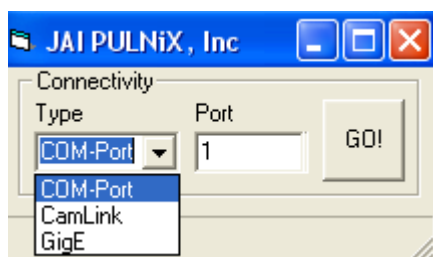 JAI PULNiX, Inc
Connectivity
Type Port
COM-Port 1 GO!
COM-Port
CamLink
GigE